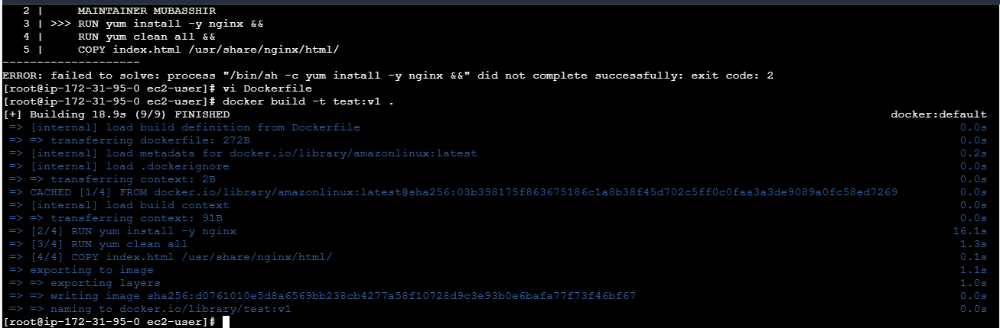 2 | MAINTAINER MUBASSHIR
3 | >>> RUN yum install -y nginx &&
4 | RUN yum clean all &&
5 | COPY index.html /usr/share/nginx/html/
--------------------
ERROR: failed to solve: process "/bin/sh -c yum install -y nginx &&" did not complete successfully: exit code: 2
[root@ip-172-31-95-0 ec2-user]# vi Dockerfile
[root@ip-172-31-95-0 ec2-user]# docker build -t test:v1 .
[+] Building 18.9s (9/9) FINISHED docker:default
=> [internal] load build definition from Dockerfile 0.0s
=> => transferring dockerfile: 272B 0.0s
=> [internal] load metadata for docker.io/library/amazonlinux:latest 0.2s
=> [internal] load .dockerignore 0.0s
=> => transferring context: 2B 0.0s
=> CACHED [1/4] FROM docker.io/library/amazonlinux:latest@sha256:03b398175f863675186c1a8b38f45d702c5ff0c0faa3a3de9089a0fc58ed7269 0.0s
=> [internal] load build context 0.0s
=> => transferring context: 91B 0.0s
=> [2/4] RUN yum install -y nginx 16.1s
=> [3/4] RUN yum clean all 1.3s
=> [4/4] COPY index.html /usr/share/nginx/html/ 0.1s
=> exporting to image 1.1s
=> => exporting layers 1.0s
=> => writing image sha256:d0761010e5d8a6569bb238cb4277a58f10728d9c3e93b0e6bafa77f73f46bf67 0.0s
=> => naming to docker.io/library/test:v1 0.0s
[root@ip-172-31-95-0 ec2-user]#